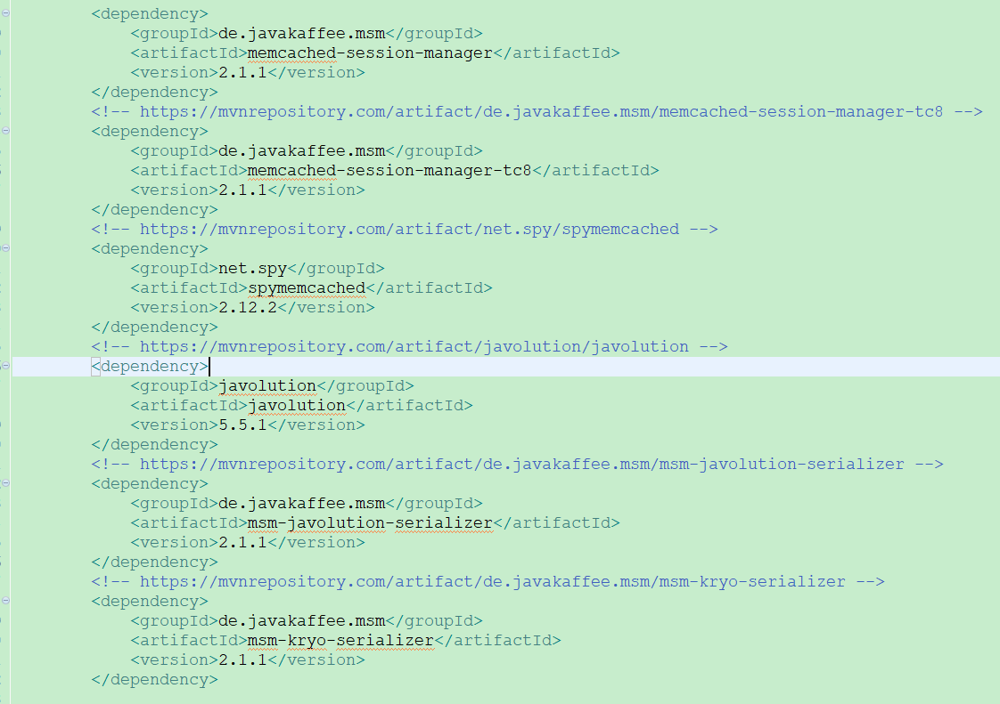 <dependency>
<groupId>de.javakaffee.msm</groupId>
<artifactId>memcached-session-manager</artifactId>
<version>2.1.1</version>
</dependency>
<!-- https://mvnrepository.com/artifact/de.javakaffee.msm/memcached-session-manager-tc8 -->
<dependency>
<groupId>de.javakaffee.msm</groupId>
<artifactId>memcached-session-manager-tc8</artifactId>
<version>2.1.1</version>
</dependency>
<!-- https://mvnrepository.com/artifact/net.spy/spymemcached -->
<dependency>
<groupId>net.spy</groupId>
<artifactId>spymemcached</artifactId>
<version>2.12.2</version>
</dependency>
<!-- https://mvnrepository.com/artifact/javolution/javolution -->
<dependency>
<groupId>javolution</groupId>
<artifactId>javolution</artifactId>
<version>5.5.1</version>
</dependency>
<!-- https://mvnrepository.com/artifact/de.javakaffee.msm/msm-javolution-serializer -->
<dependency>
<groupId>de.javakaffee.msm</groupId>
<artifactId>msm-javolution-serializer</artifactId>
<version>2.1.1</version>
</dependency>
<!-- https://mvnrepository.com/artifact/de.javakaffee.msm/msm-kryo-serializer -->
<dependency>
<groupId>de.javakaffee.msm</groupId>
<artifactId>msm-kryo-serializer</artifactId>
<version>2.1.1</version>
</dependency>